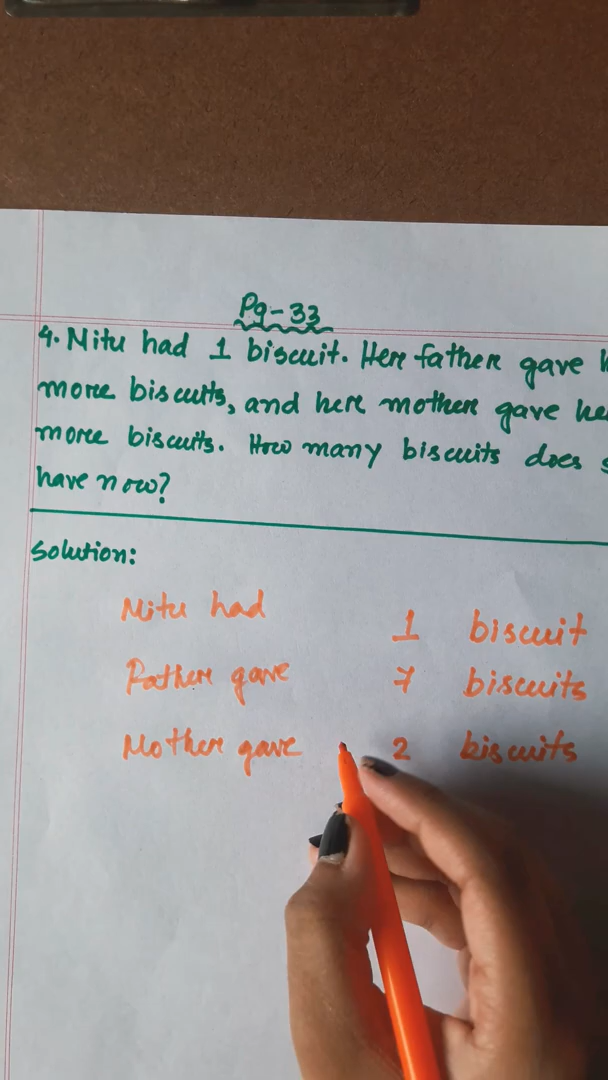 Pg-33
4. Nitu had 1 biscuit. Her father gave
more biscuits, and here mother gave her
more biscuits. How many biscuits does
have now?
Solution:
Nitu had 1 biscuit
Father gave 7 biscuits
Mother gave 2 biscuits